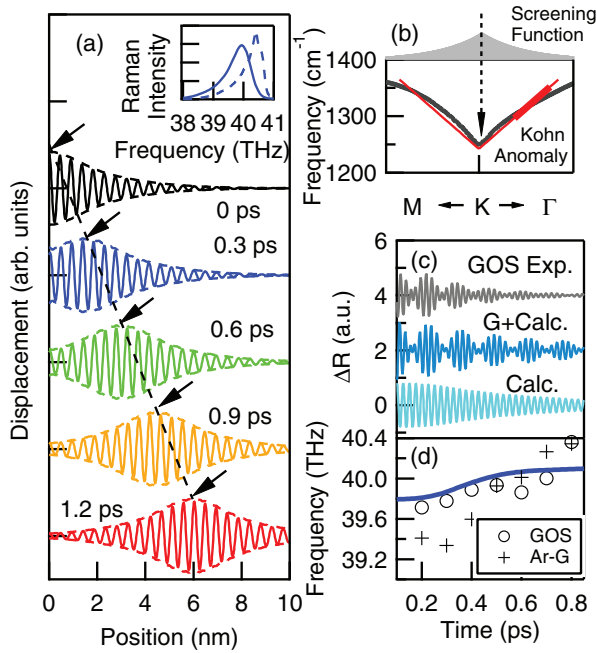 (a)
Raman
Intensity
38 39 40 41
Frequency (THz)
0 ps
0.3 ps
0.6 ps
0.9 ps
1.2 ps
Displacement (arb. units)
0 2 4 6 8 10
Position (nm)
(b)
Screening
Function
1400
1300
1200
Frequency (cm-1)
Kohn
Anomaly
M K Γ
(c)
6
4
2
0
ΔR (a.u.)
GOS Exp.
G+Calc.
Calc.
(d)
40.4
40.0
39.6
39.2
Frequency (THz)
GOS
Ar-G
0.2 0.4 0.6 0.8
Time (ps)